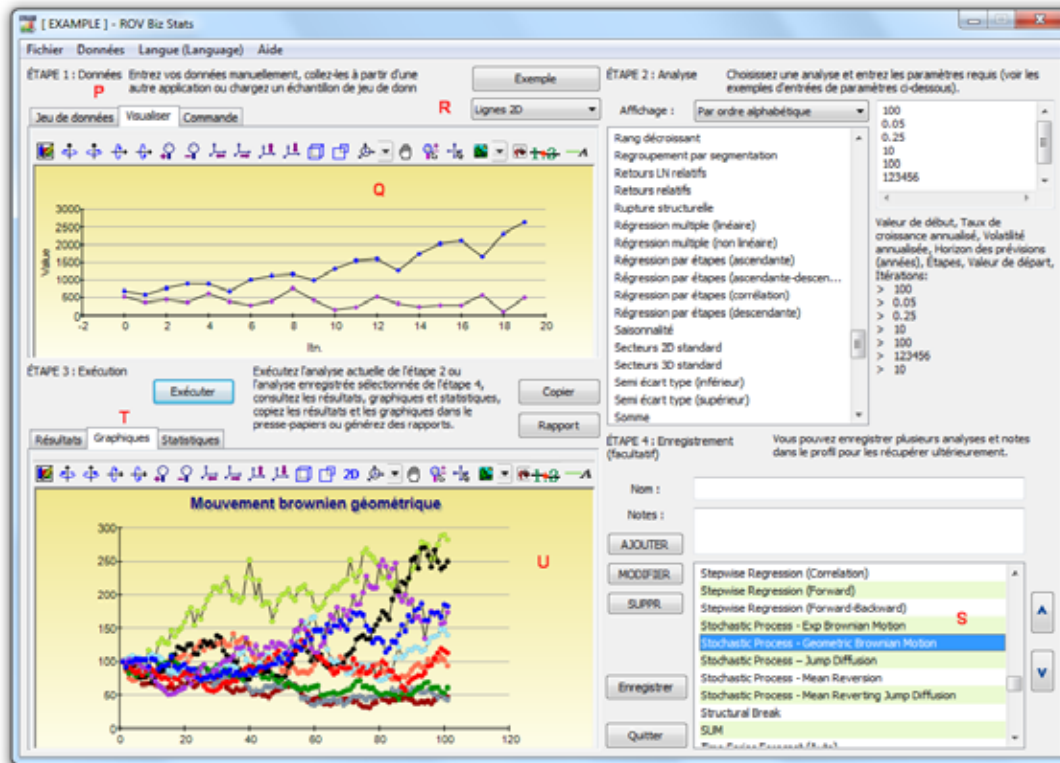 [ EXAMPLE ] - ROV Biz Stats
Fichier Données Langue (Language) Aide
ÉTAPE 1 : Données Entrez vos données manuellement, collez-les à partir d'une
autre application ou chargez un échantillon de jeu de donn
P
Exemple
R
Lignes 2D
Jeu de données Visualiser Commande
2D
Q
3000
2500
2000
1500
1000
500
0
Value
-2 0 2 4 6 8 10 12 14 16 18 20
Itn.
ÉTAPE 2 : Analyse Choisissez une analyse et entrez les paramètres requis (voir les
exemples d'entrées de paramètres ci-dessous).
Affichage : Par ordre alphabétique
Rang décroissant
Regroupement par segmentation
Retours LN relatifs
Retours relatifs
Rupture structurelle
Régression multiple (linéaire)
Régression multiple (non linéaire)
Régression par étapes (ascendante)
Régression par étapes (ascendante-descen...
Régression par étapes (corrélation)
Régression par étapes (descendante)
Saisonnalité
Secteurs 2D standard
Secteurs 3D standard
Semi écart type (inférieur)
Semi écart type (supérieur)
Somme
100
0.05
0.25
10
100
123456
Valeur de début, Taux de
croissance annualisé, Volatilité
annualisée, Horizon des prévisions
(années), Étapes, Valeur de départ,
Itérations:
> 100
> 0.05
> 0.25
> 10
> 100
> 123456
> 10
ÉTAPE 3 : Exécution
Exécuter
Exécutez l'analyse actuelle de l'étape 2 ou
l'analyse enregistrée sélectionnée de l'étape 4,
consultez les résultats, graphiques et statistiques,
copiez les résultats et les graphiques dans le
presse-papiers ou générez des rapports.
Copier
Rapport
T
Résultats Graphiques Statistiques
2D
Mouvement brownien géométrique
U
300
250
200
150
100
50
0
0 20 40 60 80 100 120
ÉTAPE 4 : Enregistrement
(facultatif)
Vous pouvez enregistrer plusieurs analyses et notes
dans le profil pour les récupérer ultérieurement.
Nom :
Notes :
AJOUTER
MODIFIER
SUPPR
Enregistrer
Quitter
Stepwise Regression (Correlation)
Stepwise Regression (Forward)
Stepwise Regression (Forward-Backward)
Stochastic Process - Exp Brownian Motion
S
Stochastic Process - Geometric Brownian Motion
Stochastic Process – Jump Diffusion
Stochastic Process - Mean Reversion
Stochastic Process - Mean Reverting Jump Diffusion
Structural Break
SUM
Time Series Forecast (Auto)